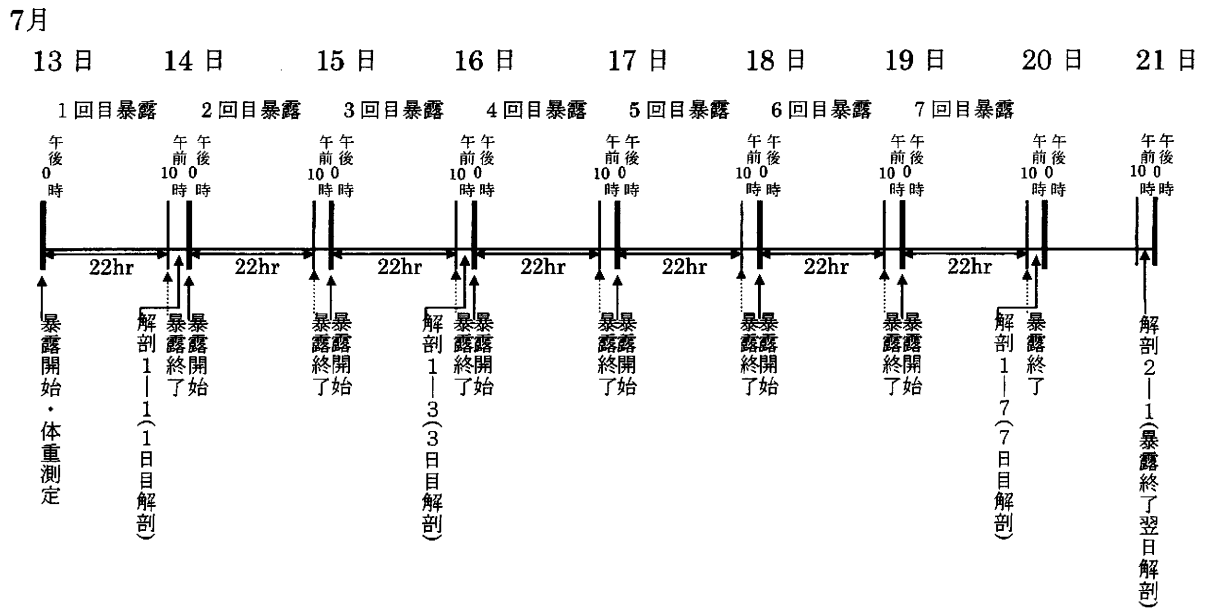 7月
13日 14日 15日 16日 17日 18日 19日 20日 21日
1回目暴露 2回目暴露 3回目暴露 4回目暴露 5回目暴露 6回目暴露 7回目暴露
午後0時
午前10時 午後0時
午前10時 午後0時
午前10時 午後0時
午前10時 午後0時
午前10時 午後0時
午前10時 午後0時
午前10時 午後0時
午前10時 午後0時
22hr 22hr 22hr 22hr 22hr 22hr 22hr
暴露開始・体重測定
解剖1―1(1日目解剖)
暴露終了
暴露開始
暴露終了
暴露開始
解剖1―3(3日目解剖)
暴露終了
暴露開始
暴露終了
暴露開始
暴露終了
暴露開始
暴露終了
暴露開始
解剖1―7(7日目解剖)
暴露終了
解剖2―1(暴露終了翌日解剖)